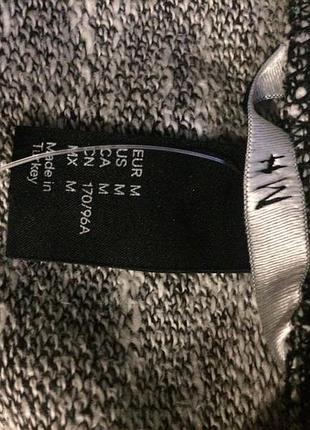 EUR M
US M
CA M
CN 170/96A
MX M
Made in
Turkey